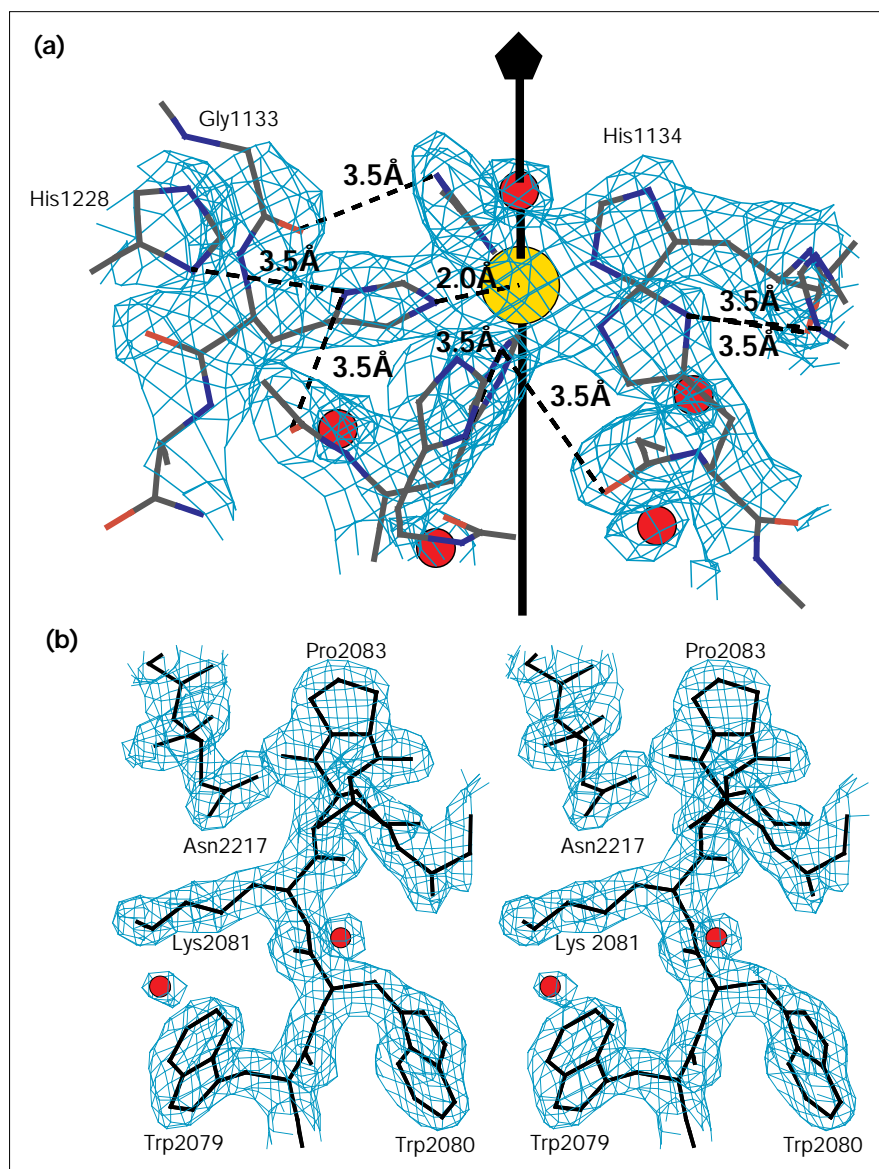 (a)
Gly1133
His1134
His1228
3.5Å
3.5Å
2.0Å
3.5Å
3.5Å
3.5Å
3.5Å
3.5Å
(b)
Pro2083
Pro2083
Asn2217
Asn2217
Lys2081
Lys 2081
Trp2079
Trp2080
Trp2079
Trp2080